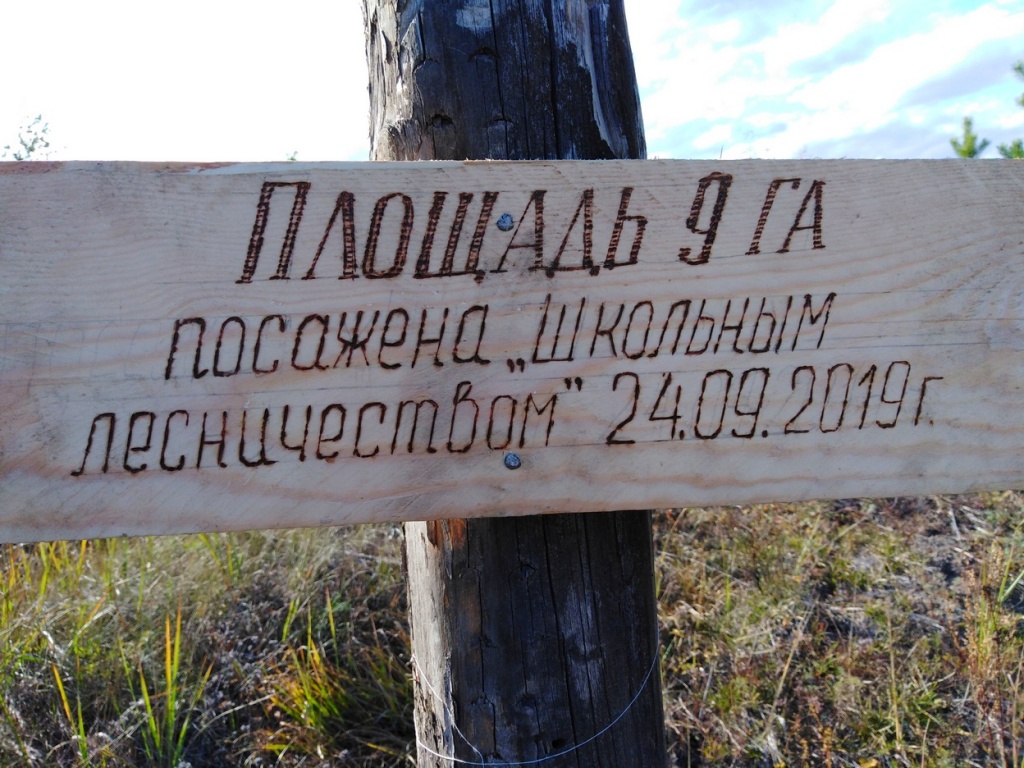 Площадь 9 га
посажена „Школьным
лесничеством" 24.09.2019г.